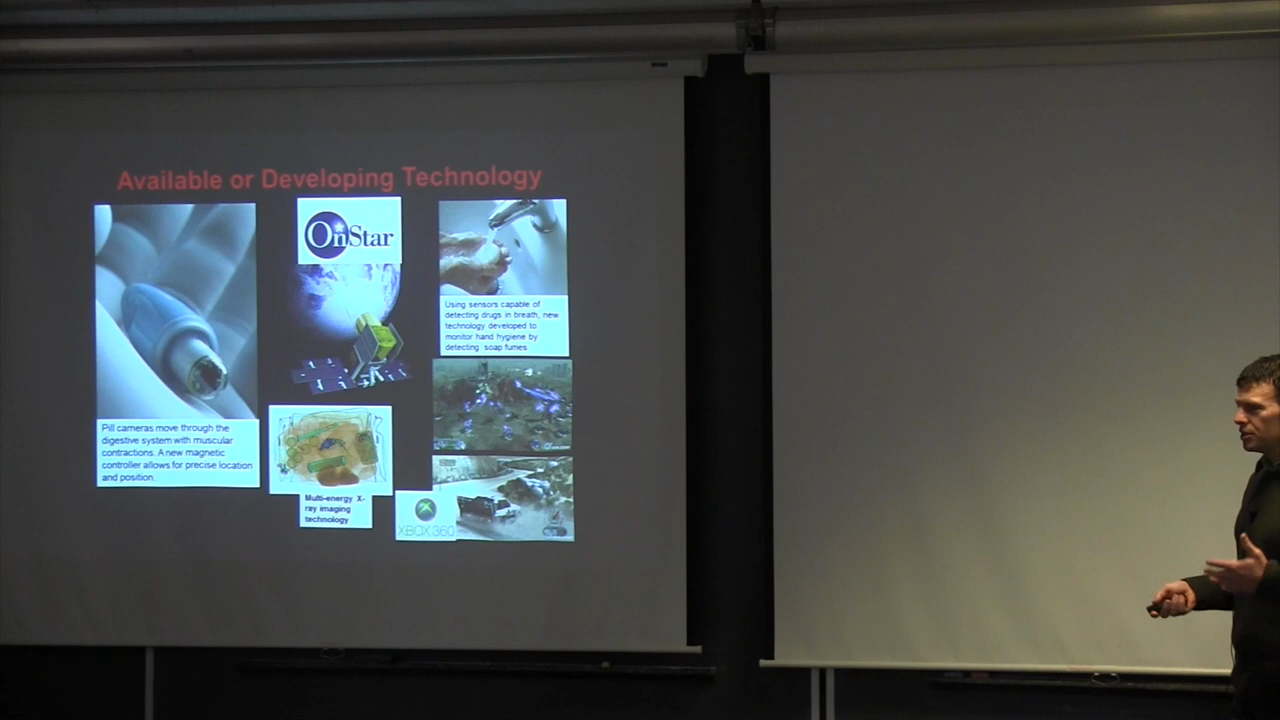 Available or Developing Technology
OnStar
Using sensors capable of
detecting drugs in breath, new
technology developed to
monitor hand hygiene by
detecting soap fumes
Pill cameras move through the
digestive system with muscular
contractions. A new magnetic
controller allows for precise location
and position.
Multi-energy X-
ray imaging
technology
XBOX 360